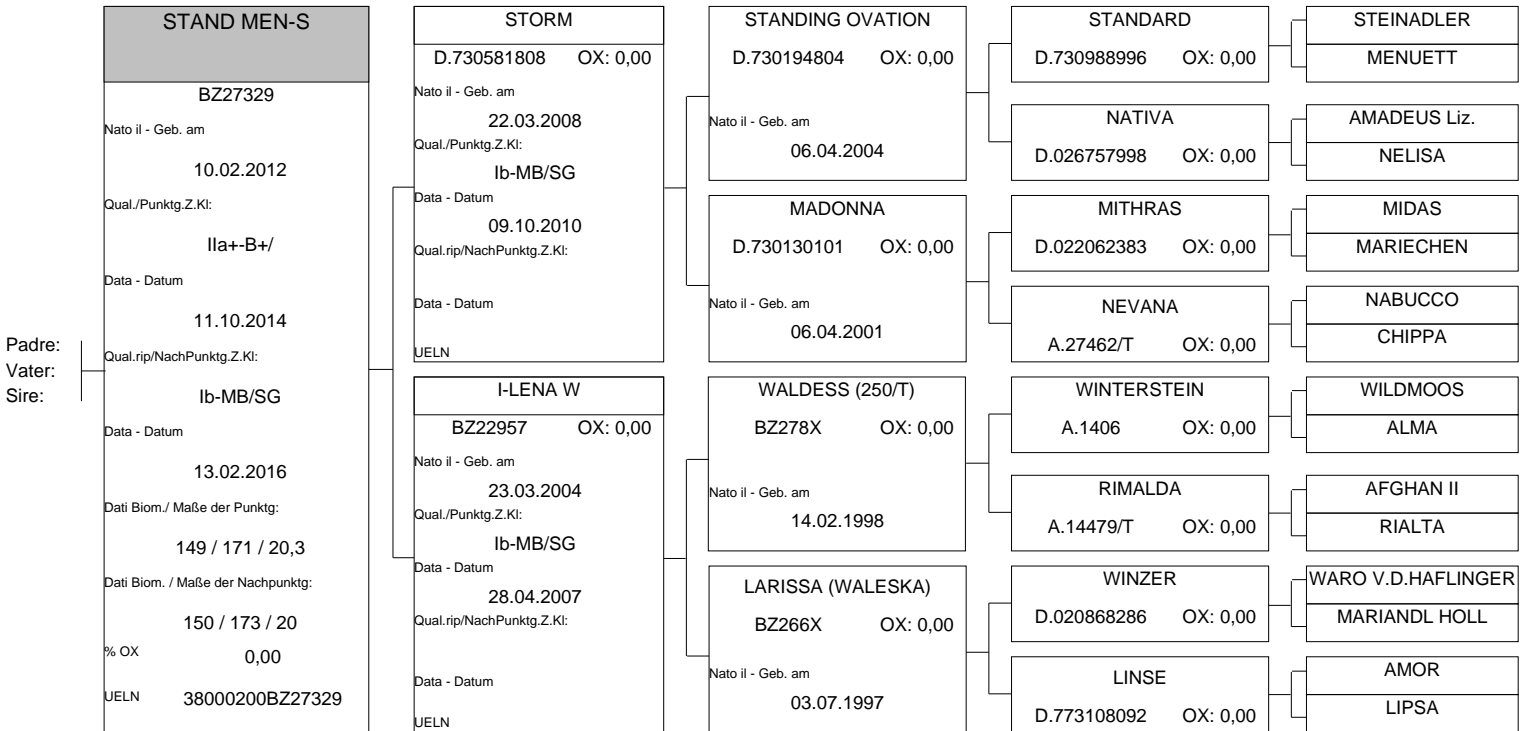 Padre:
Vater:
Sire:
STAND MEN-S
BZ27329
Nato il - Geb. am
10.02.2012
Qual./Punktg.Z.Kl:
IIa+-B+/
Data - Datum
11.10.2014
Qual.rip/NachPunktg.Z.Kl:
Ib-MB/SG
Data - Datum
13.02.2016
Dati Biom./ Maße der Punktg:
149 / 171 / 20,3
Dati Biom. / Maße der Nachpunktg:
150 / 173 / 20
% OX 0,00
UELN 38000200BZ27329
STORM
D.730581808 OX: 0,00
Nato il - Geb. am
22.03.2008
Qual./Punktg.Z.Kl:
Ib-MB/SG
Data - Datum
09.10.2010
Qual.rip/NachPunktg.Z.Kl:
Data - Datum
UELN
I-LENA W
BZ22957 OX: 0,00
Nato il - Geb. am
23.03.2004
Qual./Punktg.Z.Kl:
Ib-MB/SG
Data - Datum
28.04.2007
Qual.rip/NachPunktg.Z.Kl:
Data - Datum
UELN
STANDING OVATION
D.730194804 OX: 0,00
Nato il - Geb. am
06.04.2004
MADONNA
D.730130101 OX: 0,00
Nato il - Geb. am
06.04.2001
WALDESS (250/T)
BZ278X OX: 0,00
Nato il - Geb. am
14.02.1998
LARISSA (WALESKA)
BZ266X OX: 0,00
Nato il - Geb. am
03.07.1997
STANDARD
D.730988996 OX: 0,00
NATIVA
D.026757998 OX: 0,00
MITHRAS
D.022062383 OX: 0,00
NEVANA
A.27462/T OX: 0,00
WINTERSTEIN
A.1406 OX: 0,00
RIMALDA
A.14479/T OX: 0,00
WINZER
D.020868286 OX: 0,00
LINSE
D.773108092 OX: 0,00
STEINADLER
MENUETT
AMADEUS Liz.
NELISA
MIDAS
MARIECHEN
NABUCCO
CHIPPA
WILDMOOS
ALMA
AFGHAN II
RIALTA
WARO V.D.HAFLINGER
MARIANDL HOLL
AMOR
LIPSA